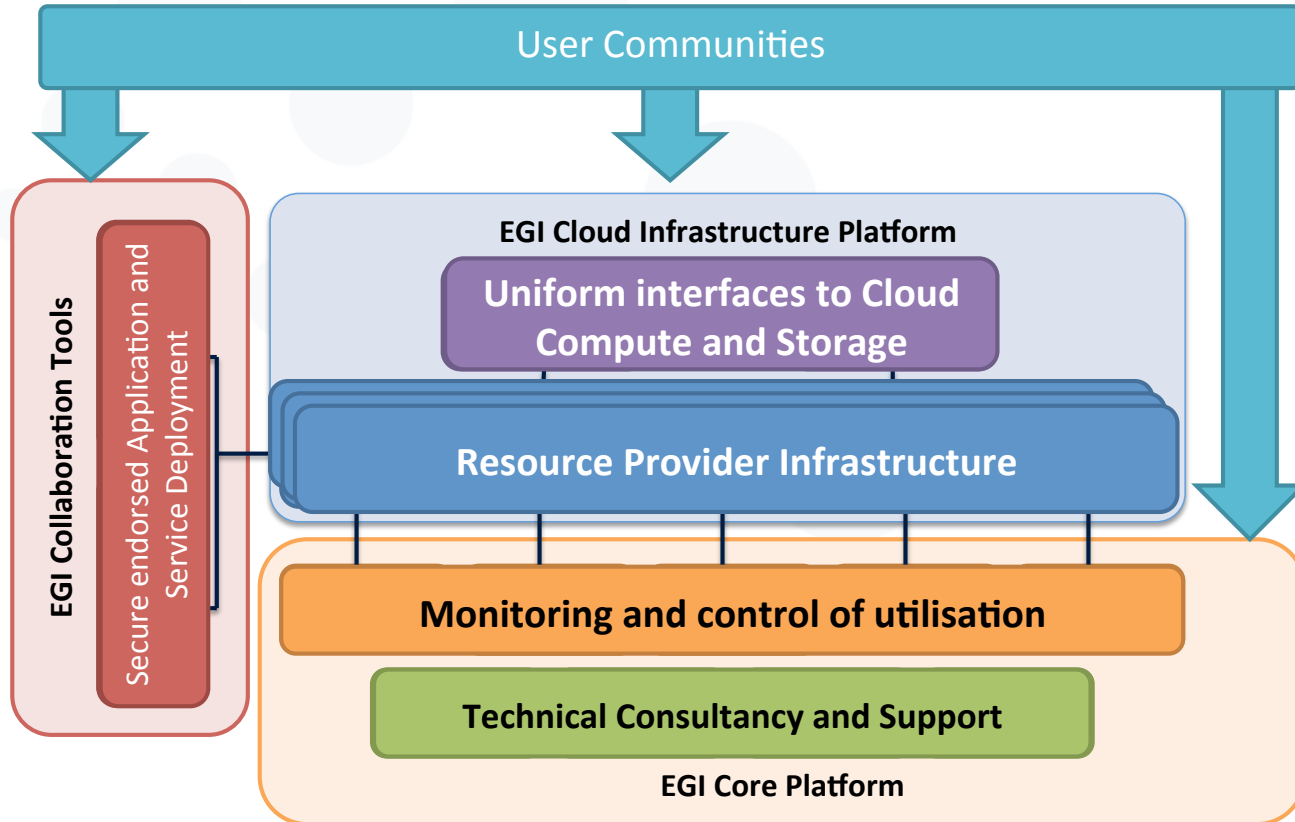 User Communities
EGI Collaboration Tools
Secure endorsed Application and
Service Deployment
EGI Cloud Infrastructure Platform
Uniform interfaces to Cloud
Compute and Storage
Resource Provider Infrastructure
Monitoring and control of utilisation
Technical Consultancy and Support
EGI Core Platform